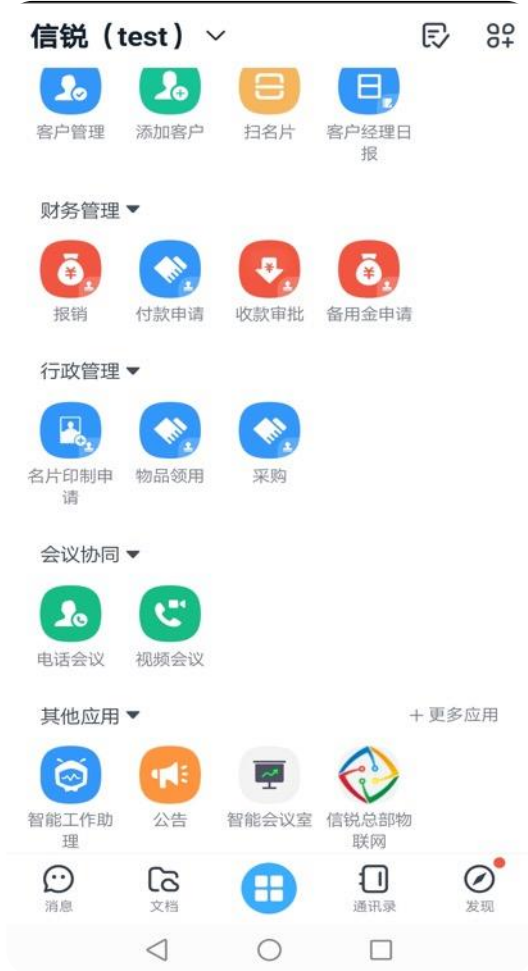 信锐（test）
客户管理 添加客户 扫名片 客户经理日
报
财务管理
报销 付款申请 收款审批 备用金申请
行政管理
名片印制申 物品领用 采购
请
会议协同
电话会议 视频会议
其他应用 + 更多应用
智能工作助 公告 智能会议室 信锐总部物
理 联网
消息 文档 通讯录 发现